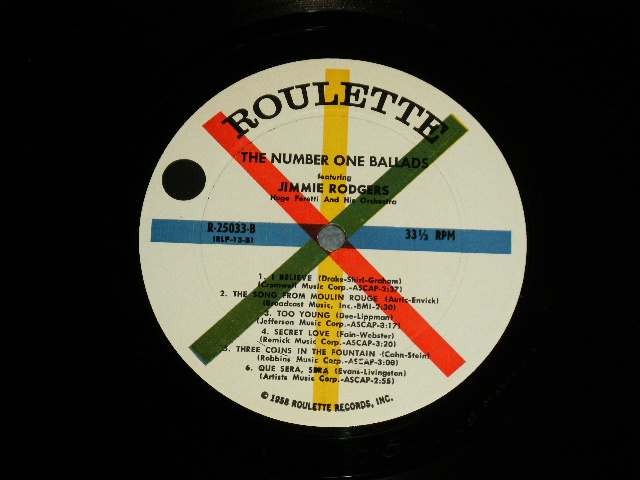 ROULETTE
THE NUMBER ONE BALLADS
featuring
JIMMIE RODGERS
Hugo Peretti And His Orchestra
R-25033-B
(RLP-13-B)
33⅓ RPM
1. I BELIEVE (Drake-Shirl-Graham)
(Cromwell Music Corp.-ASCAP-2:37)
2. THE SONG FROM MOULIN ROUGE (Auric-Envick)
(Broadcast Music, Inc.-BMI-2:30)
3. TOO YOUNG (Dee-Lippman)
(Jefferson Music Corp.-ASCAP-3:17)
4. SECRET LOVE (Fain-Webster)
(Remick Music Corp.-ASCAP-3:20)
5. THREE COINS IN THE FOUNTAIN (Cahn-Stein)
(Robbins Music Corp.-ASCAP-3:00)
6. QUE SERA, SERA (Evans-Livingston)
(Artists Music Corp.-ASCAP-2:55)
© 1958 ROULETTE RECORDS, INC.